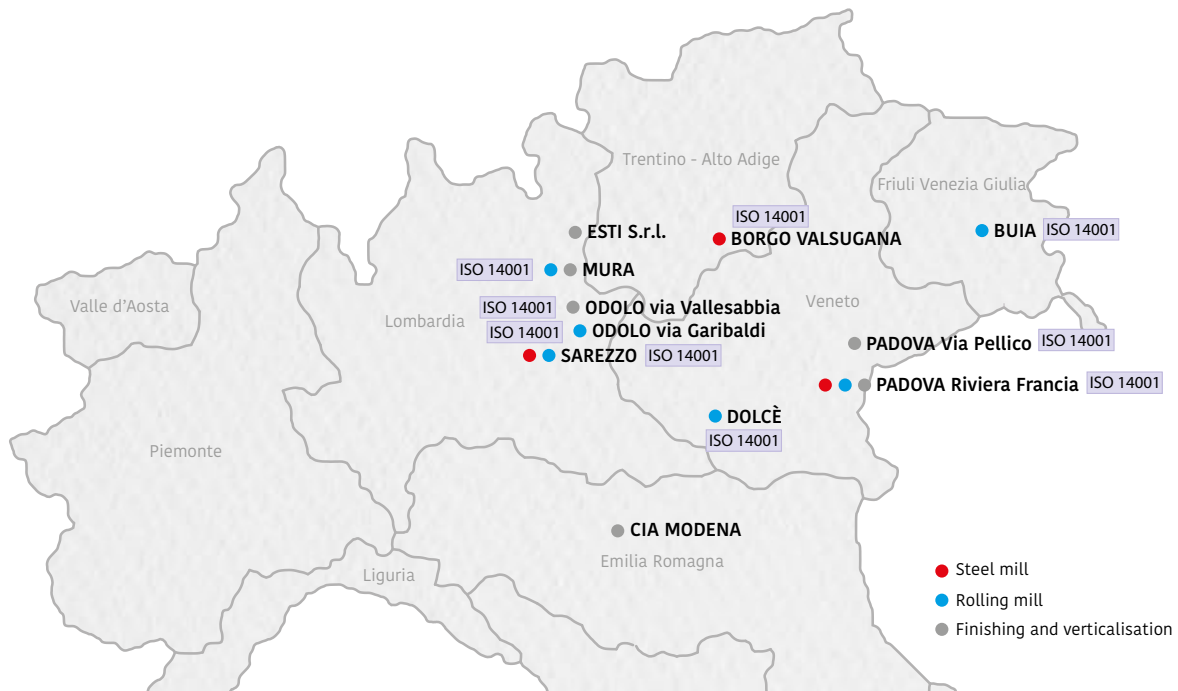 Trentino - Alto Adige
Friuli Venezia Giulia
ISO 14001
BORGO VALSUGANA
BUIA ISO 14001
ESTI S.r.l.
ISO 14001 MURA
Valle d'Aosta
Lombardia
Veneto
ISO 14001 ODOLO via Vallesabbia
ISO 14001 ODOLO via Garibaldi
SAREZZO ISO 14001
PADOVA Via Pellico ISO 14001
PADOVA Riviera Francia ISO 14001
DOLCÈ
ISO 14001
Piemonte
CIA MODENA
Emilia Romagna
Liguria
Steel mill
Rolling mill
Finishing and verticalisation